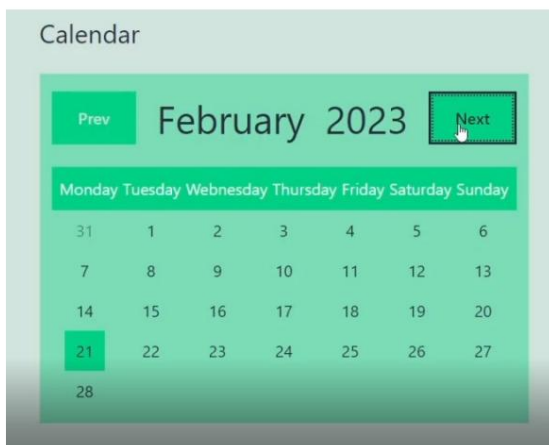 Calendar
Prev February 2023 Next
Monday Tuesday Webnesday Thursday Friday Saturday Sunday
31 1 2 3 4 5 6
7 8 9 10 11 12 13
14 15 16 17 18 19 20
21 22 23 24 25 26 27
28